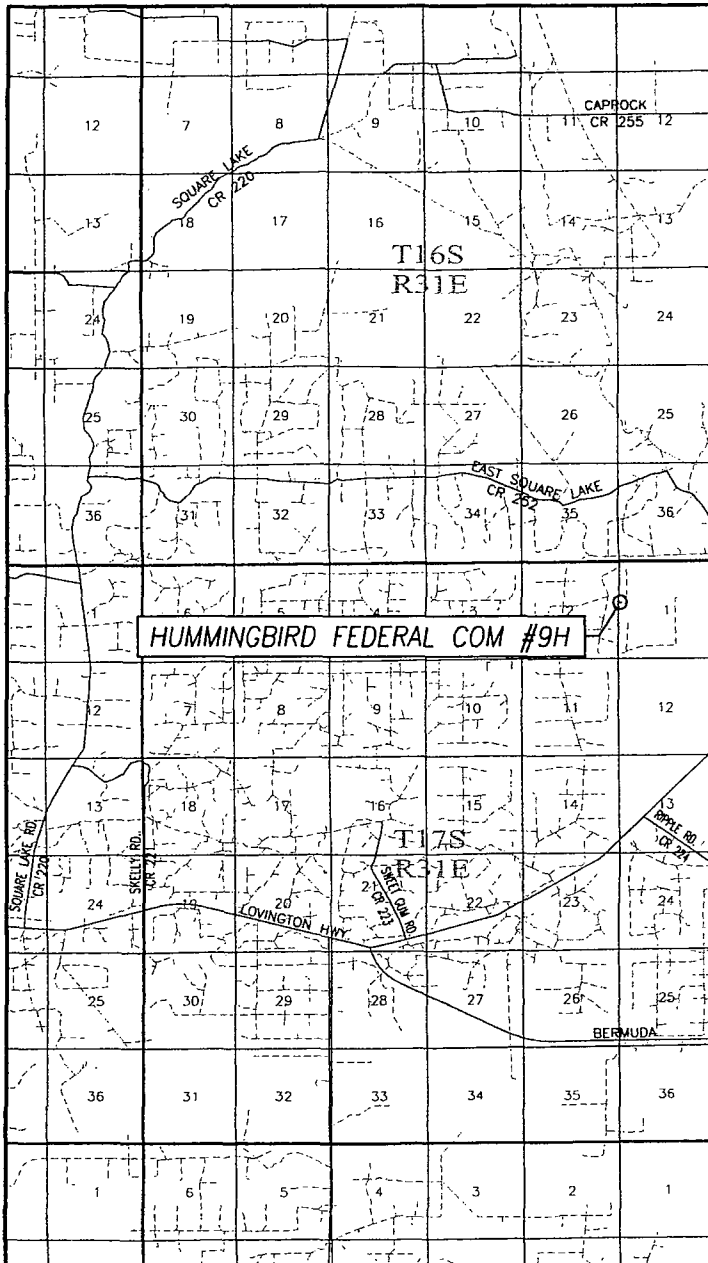 CAPROCK
12 7 8 9 10 11 CR 255 12
SQUARE LAKE
CR 220
13 18 17 16 15 14 13
T16S
R31E
24 19 20 21 22 23 24
25 30 29 28 27 26 25
EAST SQUARE LAKE
CR 252
36 31 32 33 34 35 36
6 5 4 3 2 1
HUMMINGBIRD FEDERAL COM #9H
12 7 8 9 10 11 12
13 18 17 16 15 14 13
SQUARE LAKE RD.
CR 220
SKELLY RD.
CR 221
T17S
R31E
RIPPLE RD.
CR 224
21
CR 223
24 19 20 22 23 24
LOVINGTON HWY
25 30 29 28 27 26 25
BERMUDA
36 31 32 33 34 35 36
1 6 5 4 3 2 1